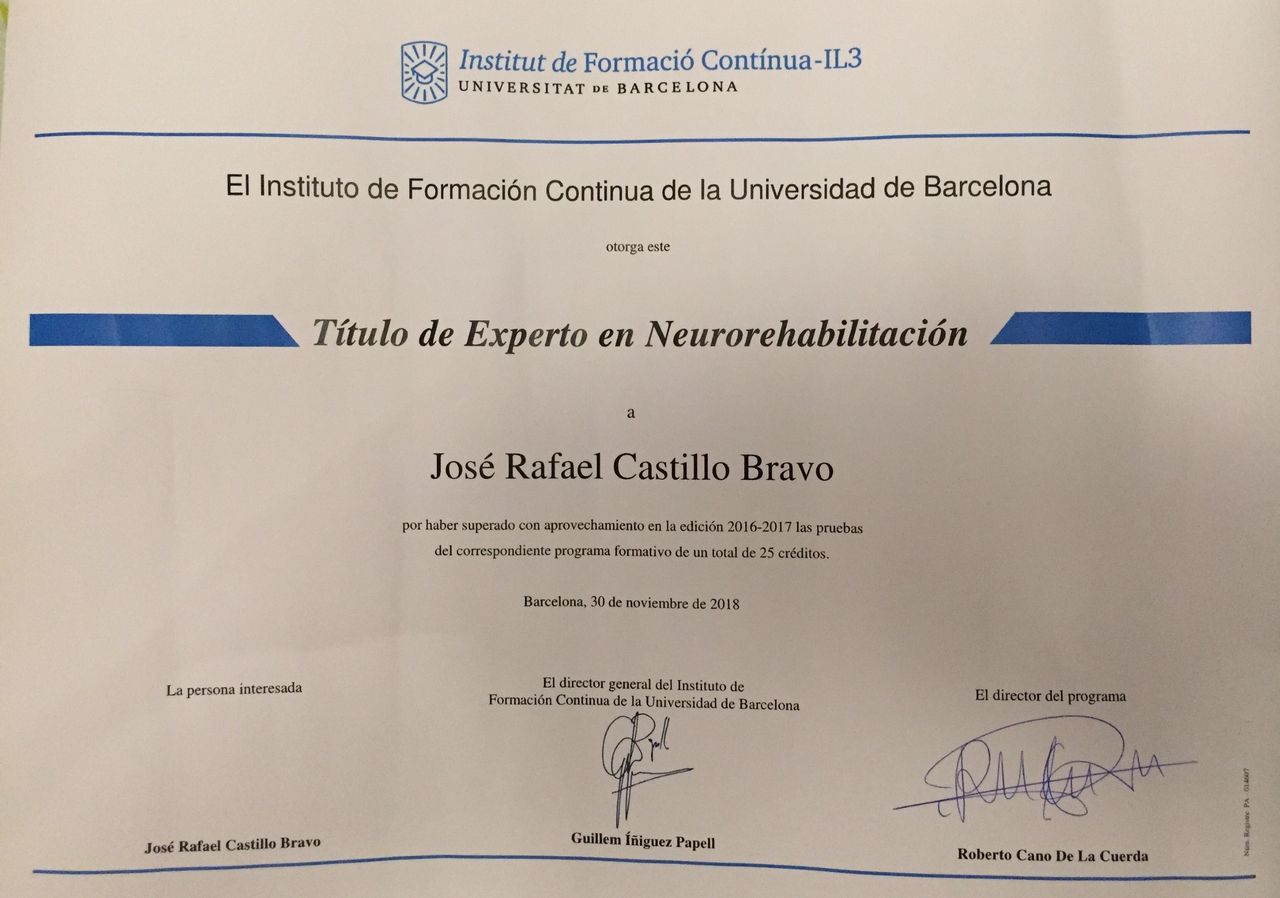 Institut de Formació Contínua-IL3
UNIVERSITAT DE BARCELONA
El Instituto de Formación Continua de la Universidad de Barcelona
otorga este
Título de Experto en Neurorehabilitación
a
José Rafael Castillo Bravo
por haber superado con aprovechamiento en la edición 2016-2017 las pruebas
del correspondiente programa formativo de un total de 25 créditos.
Barcelona, 30 de noviembre de 2018
La persona interesada
José Rafael Castillo Bravo
El director general del Instituto de
Formación Continua de la Universidad de Barcelona
Guillem Íñiguez Papell
El director del programa
Roberto Cano De La Cuerda
Núm. Registre PA